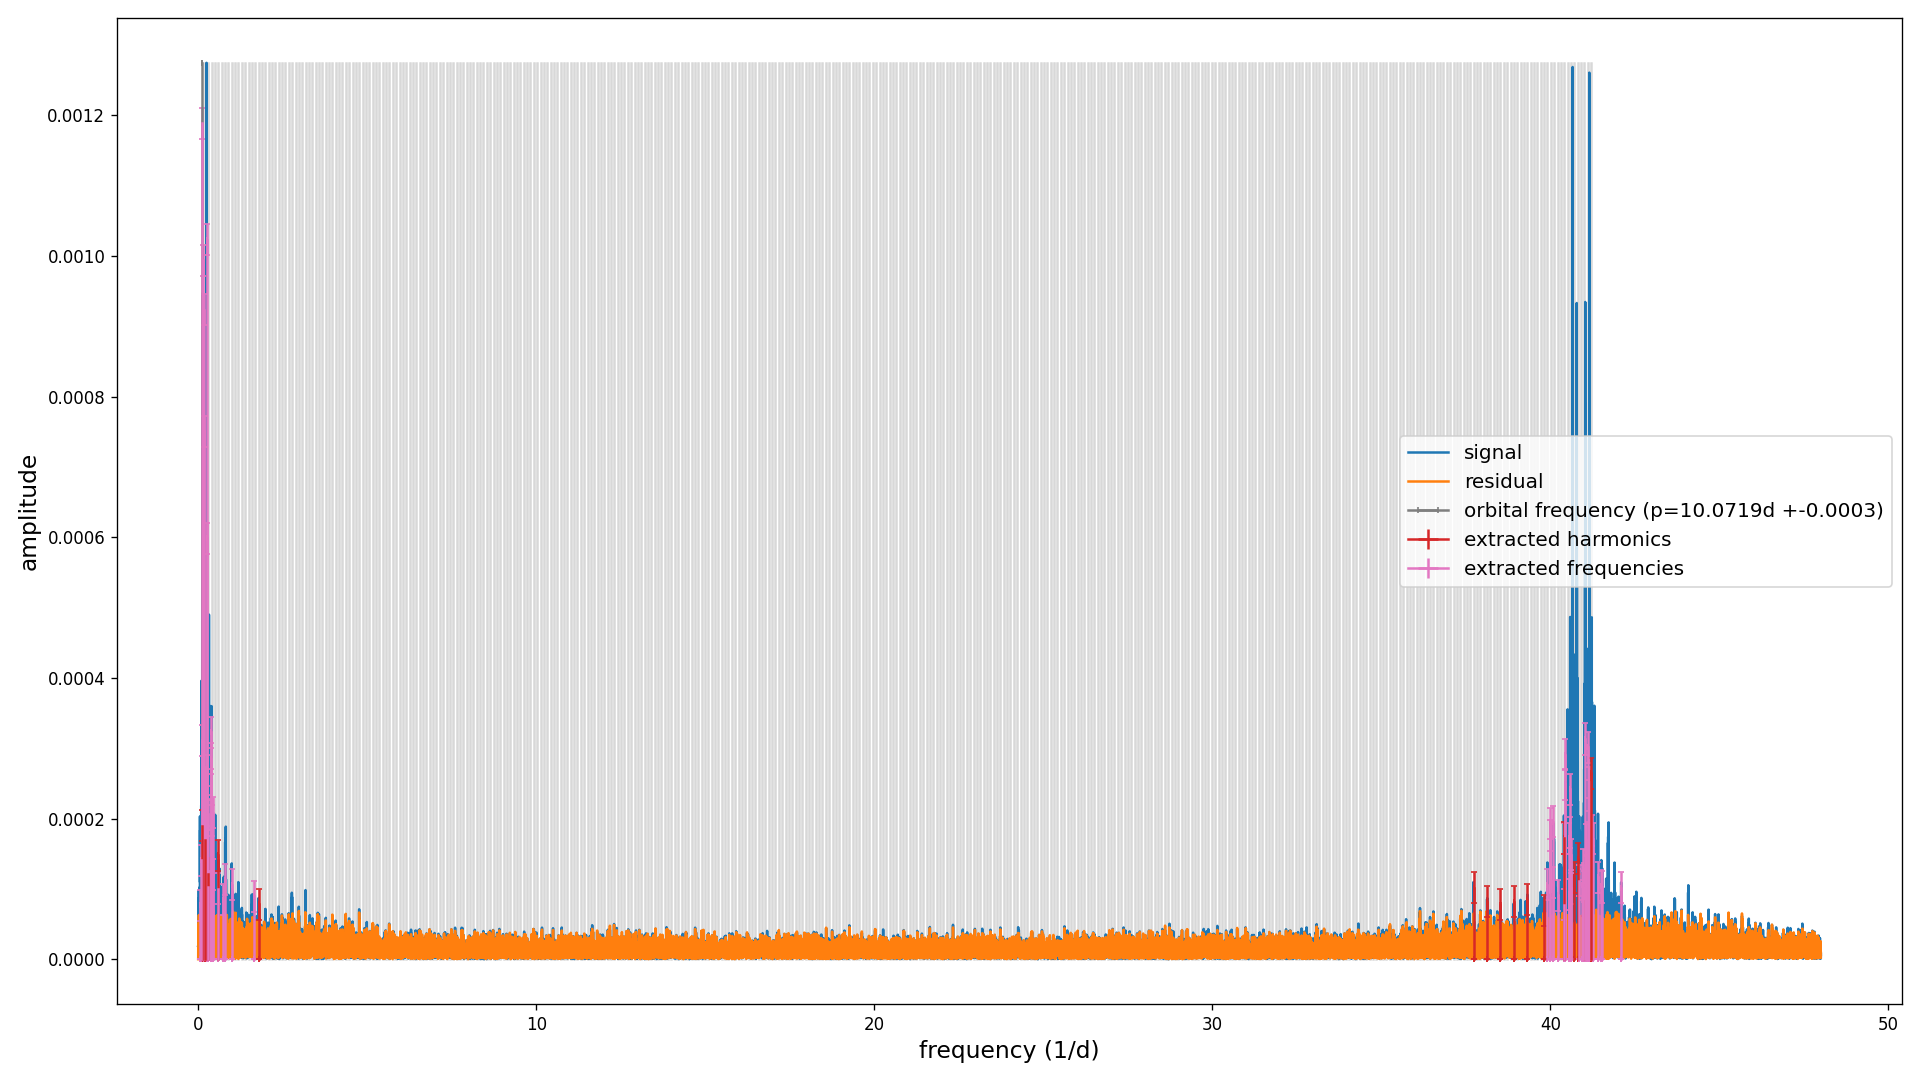 0.0012
0.0010
0.0008
0.0006
0.0004
0.0002
0.0000
amplitude
signal
residual
orbital frequency (p=10.0719d +-0.0003)
extracted harmonics
extracted frequencies
0 10 20 30 40 50
frequency (1/d)